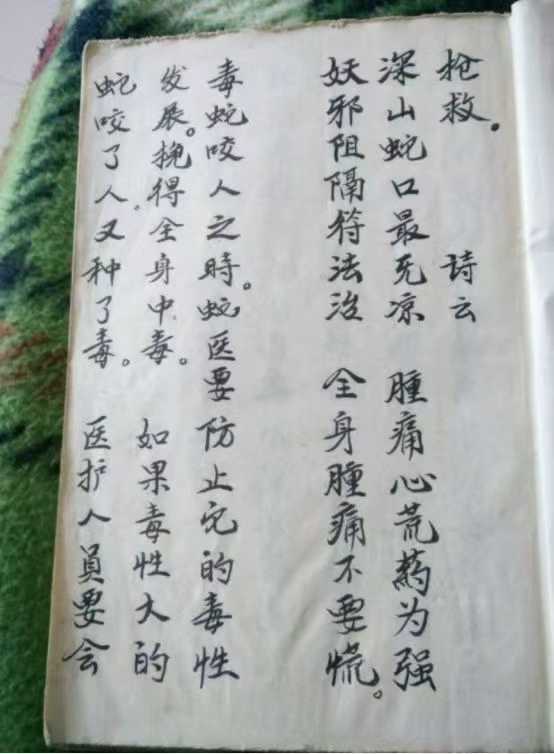 抢救。 詩云
深山蛇口最无凉 腫痛心荒药为强
妖邪阻隔符法治 全身腫痛不要慌。
毒蛇咬人之時。蛇医要防止它的毒性
发展。挽得全身中毒。 如果毒性大的
蛇咬了人。又种了毒。 医护人員要会